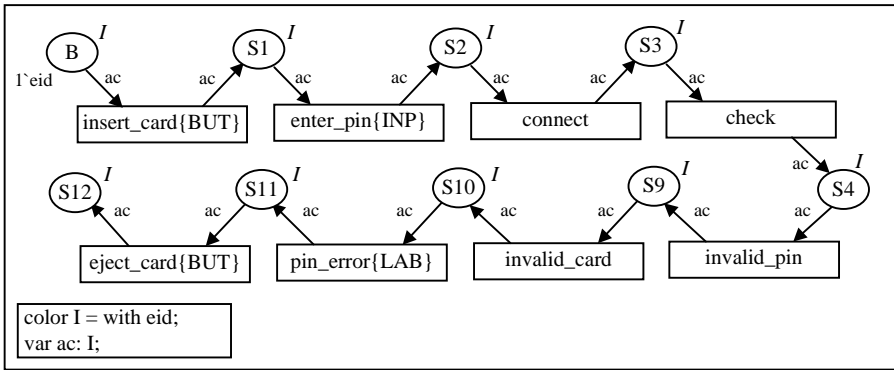 B
I
S1
I
S2
I
S3
I
1`eid
ac
ac
ac
ac
ac
ac
ac
insert_card{BUT}
enter_pin{INP}
connect
check
ac
S12
I
S11
I
S10
I
S9
I
S4
I
ac
ac
ac
ac
ac
ac
ac
ac
eject_card{BUT}
pin_error{LAB}
invalid_card
invalid_pin
color I = with eid;
var ac: I;